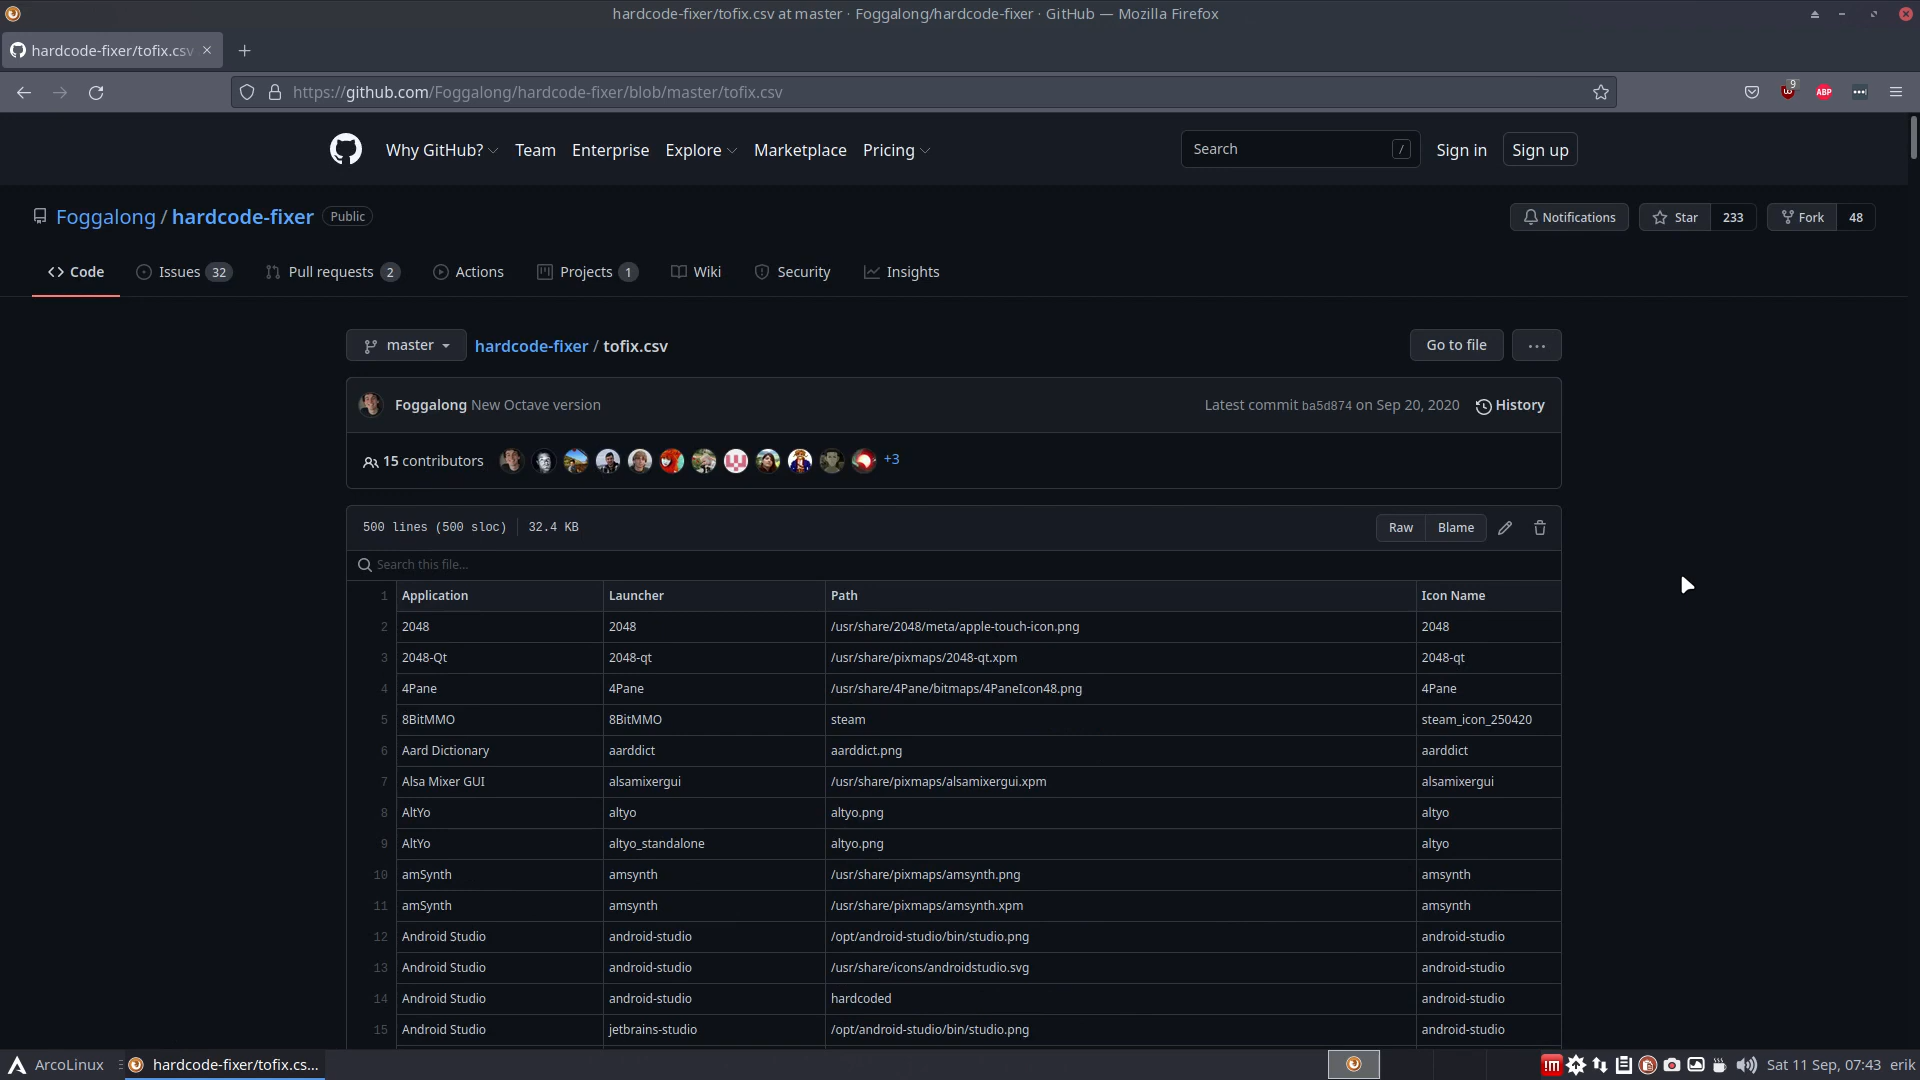 hardcode-fixer/tofix.csv at master · Foggalong/hardcode-fixer · GitHub — Mozilla Firefox
hardcode-fixer/tofix.csv
https://github.com/Foggalong/hardcode-fixer/blob/master/tofix.csv
9
ABP
Why GitHub? Team Enterprise Explore Marketplace Pricing
Search /
Sign in
Sign up
Foggalong / hardcode-fixer Public
Notifications
Star 233
Fork 48
Code
Issues 32
Pull requests 2
Actions
Projects 1
Wiki
Security
Insights
master
hardcode-fixer / tofix.csv
Go to file
...
Foggalong New Octave version
Latest commit ba5d874 on Sep 20, 2020
History
15 contributors
+3
500 lines (500 sloc) 32.4 KB
Raw
Blame
Search this file...
1 Application Launcher Path Icon Name
2 2048 2048 /usr/share/2048/meta/apple-touch-icon.png 2048
3 2048-Qt 2048-qt /usr/share/pixmaps/2048-qt.xpm 2048-qt
4 4Pane 4Pane /usr/share/4Pane/bitmaps/4PaneIcon48.png 4Pane
5 8BitMMO 8BitMMO steam steam_icon_250420
6 Aard Dictionary aarddict aarddict.png aarddict
7 Alsa Mixer GUI alsamixergui /usr/share/pixmaps/alsamixergui.xpm alsamixergui
8 AltYo altyo altyo.png altyo
9 AltYo altyo_standalone altyo.png altyo
10 amSynth amsynth /usr/share/pixmaps/amsynth.png amsynth
11 amSynth amsynth /usr/share/pixmaps/amsynth.xpm amsynth
12 Android Studio android-studio /opt/android-studio/bin/studio.png android-studio
13 Android Studio android-studio /usr/share/icons/androidstudio.svg android-studio
14 Android Studio android-studio hardcoded android-studio
15 Android Studio jetbrains-studio /opt/android-studio/bin/studio.png android-studio
ArcoLinux
hardcode-fixer/tofix.cs...
!m
Sat 11 Sep, 07:43 erik